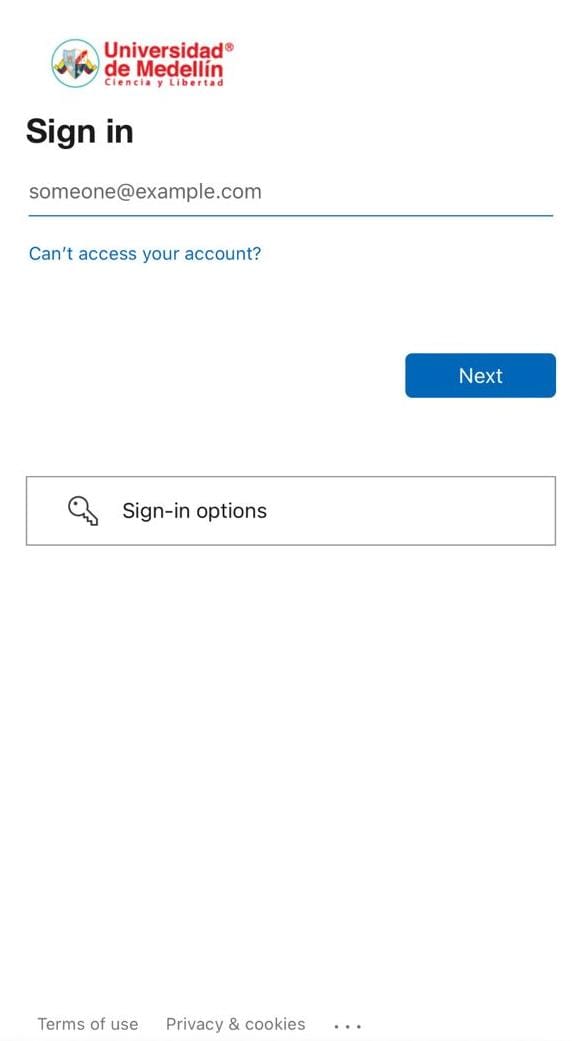 Universidad®
de Medellín
Ciencia y Libertad
Sign in
someone@example.com
Can't access your account?
Next
Sign-in options
Terms of use Privacy & cookies ...